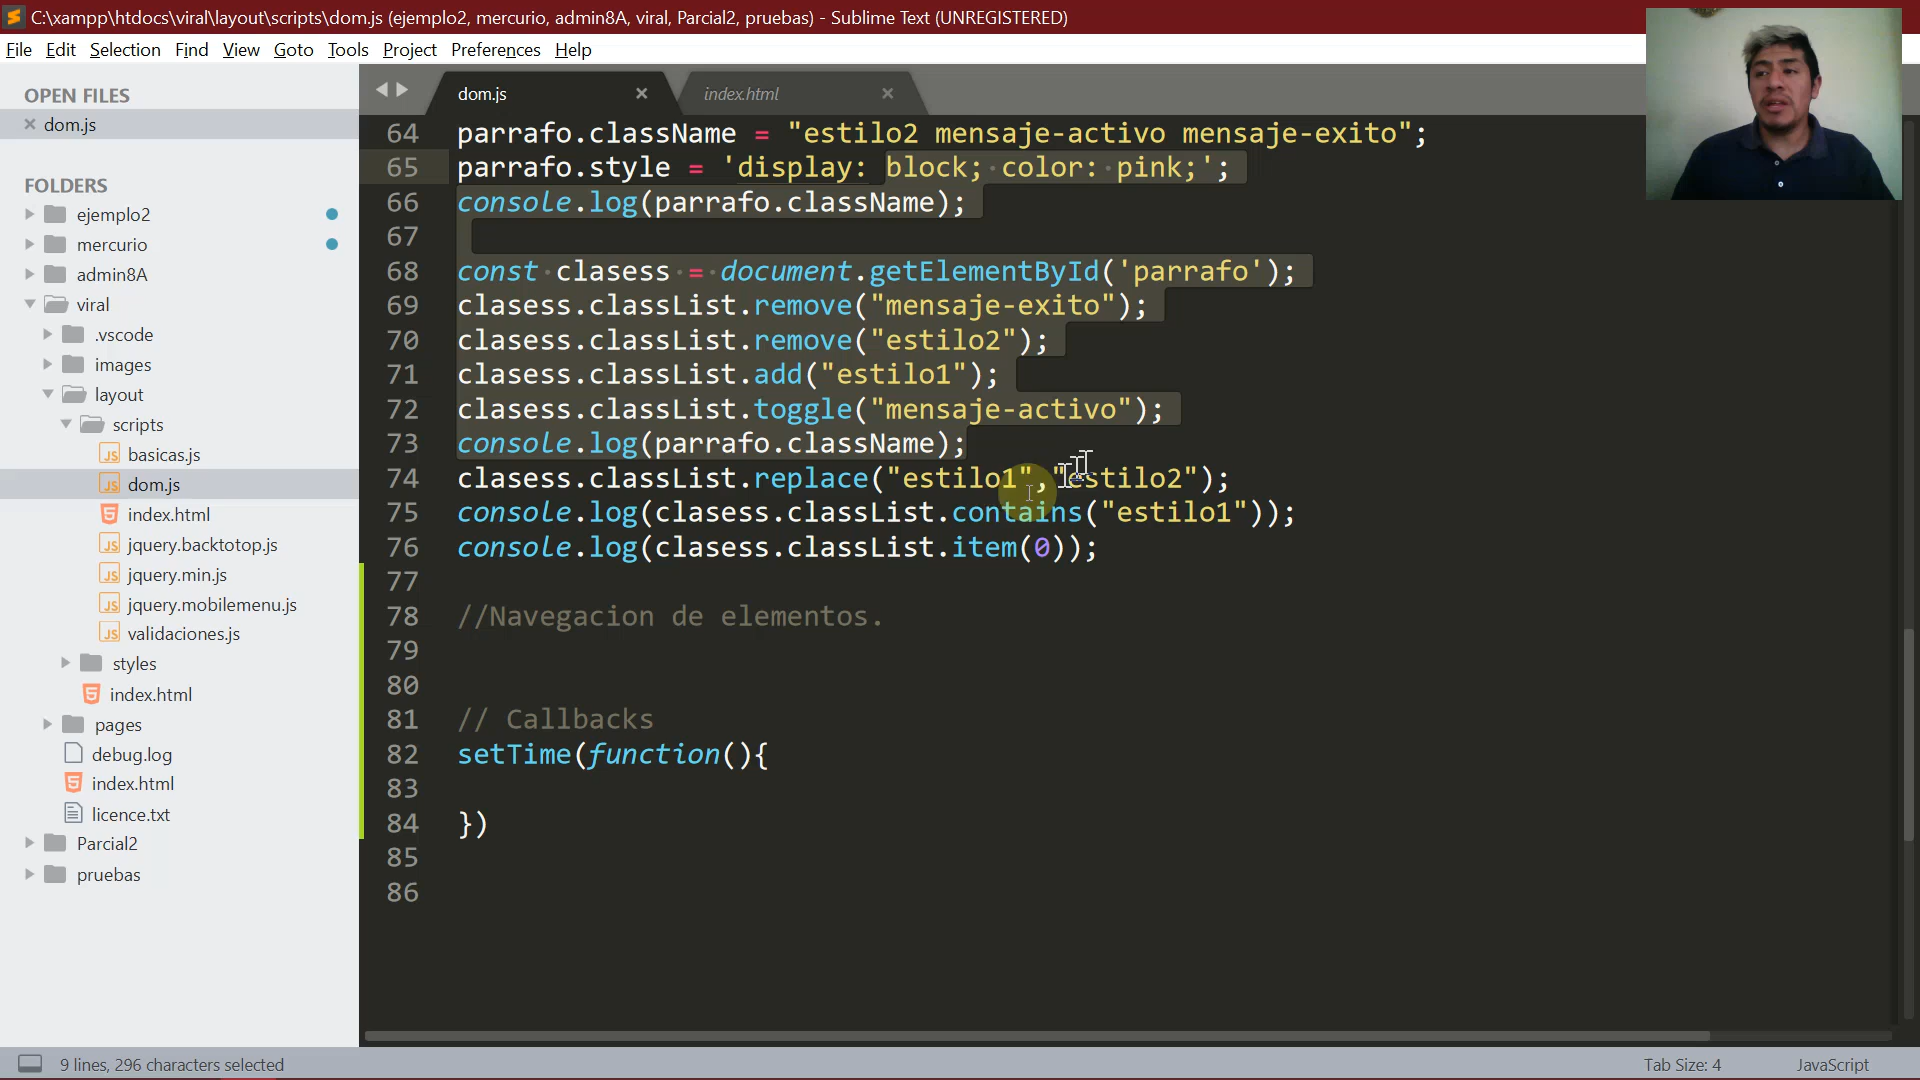 C:\xampp\htdocs\viral\layout\scripts\dom.js (ejemplo2, mercurio, admin8A, viral, Parcial2, pruebas) - Sublime Text (UNREGISTERED)
File Edit Selection Find View Goto Tools Project Preferences Help
OPEN FILES
dom.js
FOLDERS
ejemplo2
mercurio
admin8A
viral
.vscode
images
layout
scripts
basicas.js
dom.js
index.html
jquery.backtotop.js
jquery.min.js
jquery.mobilemenu.js
validaciones.js
styles
index.html
pages
debug.log
index.html
licence.txt
Parcial2
pruebas
dom.js index.html
64 parrafo.className = "estilo2 mensaje-activo mensaje-exito";
65 parrafo.style = 'display: block; color: pink;';
66 console.log(parrafo.className);
67
68 const clasess = document.getElementById('parrafo');
69 clasess.classList.remove("mensaje-exito");
70 clasess.classList.remove("estilo2");
71 clasess.classList.add("estilo1");
72 clasess.classList.toggle("mensaje-activo");
73 console.log(parrafo.className);
74 clasess.classList.replace("estilo1","estilo2");
75 console.log(clasess.classList.contains("estilo1"));
76 console.log(clasess.classList.item(0));
77
78 //Navegacion de elementos.
79
80
81 // Callbacks
82 setTime(function(){
83
84 })
85
86
9 lines, 296 characters selected
Tab Size: 4 JavaScript